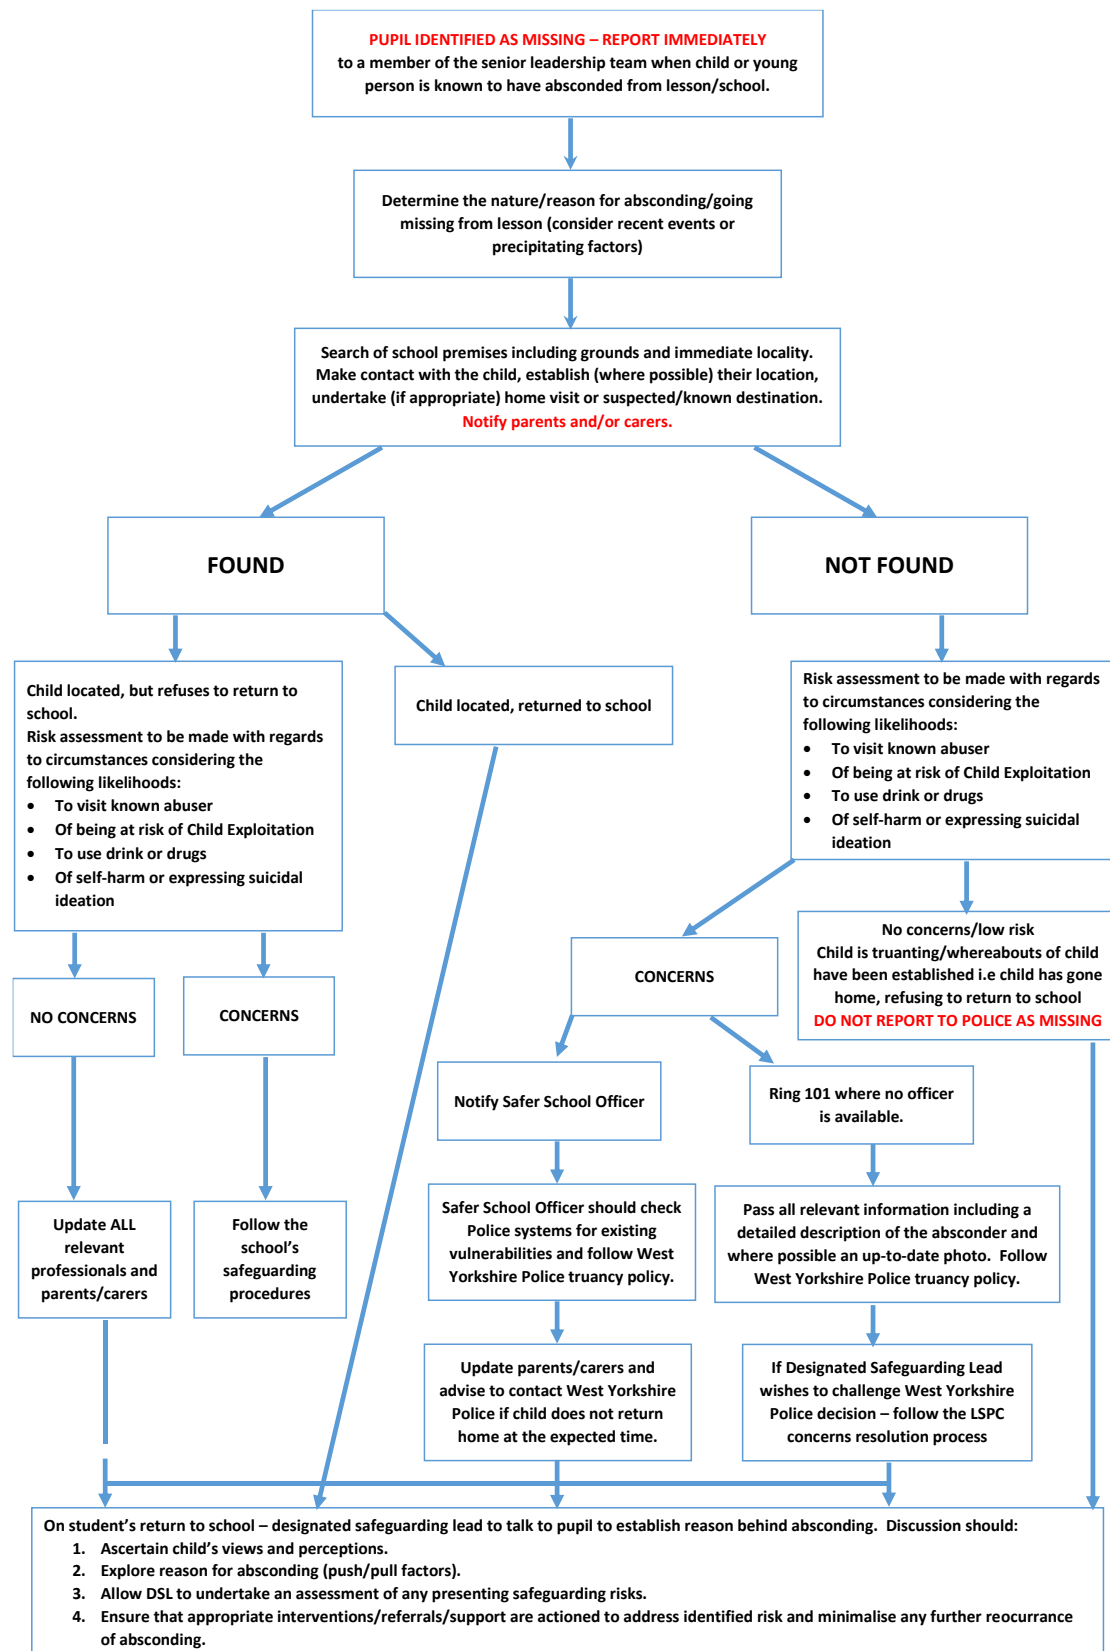 PUPIL IDENTIFIED AS MISSING – REPORT IMMEDIATELY
to a member of the senior leadership team when child or young
person is known to have absconded from lesson/school.
Determine the nature/reason for absconding/going
missing from lesson (consider recent events or
precipitating factors)
Search of school premises including grounds and immediate locality.
Make contact with the child, establish (where possible) their location,
undertake (if appropriate) home visit or suspected/known destination.
Notify parents and/or carers.
FOUND
NOT FOUND
Child located, but refuses to return to
school.
Risk assessment to be made with regards
to circumstances considering the
following likelihoods:
• To visit known abuser
• Of being at risk of Child Exploitation
• To use drink or drugs
• Of self-harm or expressing suicidal
ideation
Child located, returned to school
Risk assessment to be made with regards
to circumstances considering the
following likelihoods:
• To visit known abuser
• Of being at risk of Child Exploitation
• To use drink or drugs
• Of self-harm or expressing suicidal
ideation
NO CONCERNS
CONCERNS
CONCERNS
No concerns/low risk
Child is truanting/whereabouts of child
have been established i.e child has gone
home, refusing to return to school
DO NOT REPORT TO POLICE AS MISSING
Notify Safer School Officer
Ring 101 where no officer
is available.
Update ALL
relevant
professionals and
parents/carers
Follow the
school's
safeguarding
procedures
Safer School Officer should check
Police systems for existing
vulnerabilities and follow West
Yorkshire Police truancy policy.
Pass all relevant information including a
detailed description of the absconder and
where possible an up-to-date photo.  Follow
West Yorkshire Police truancy policy.
Update parents/carers and
advise to contact West Yorkshire
Police if child does not return
home at the expected time.
If Designated Safeguarding Lead
wishes to challenge West Yorkshire
Police decision – follow the LSPC
concerns resolution process
On student's return to school – designated safeguarding lead to talk to pupil to establish reason behind absconding.  Discussion should:
1. Ascertain child's views and perceptions.
2. Explore reason for absconding (push/pull factors).
3. Allow DSL to undertake an assessment of any presenting safeguarding risks.
4. Ensure that appropriate interventions/referrals/support are actioned to address identified risk and minimalise any further reocurrance
of absconding.